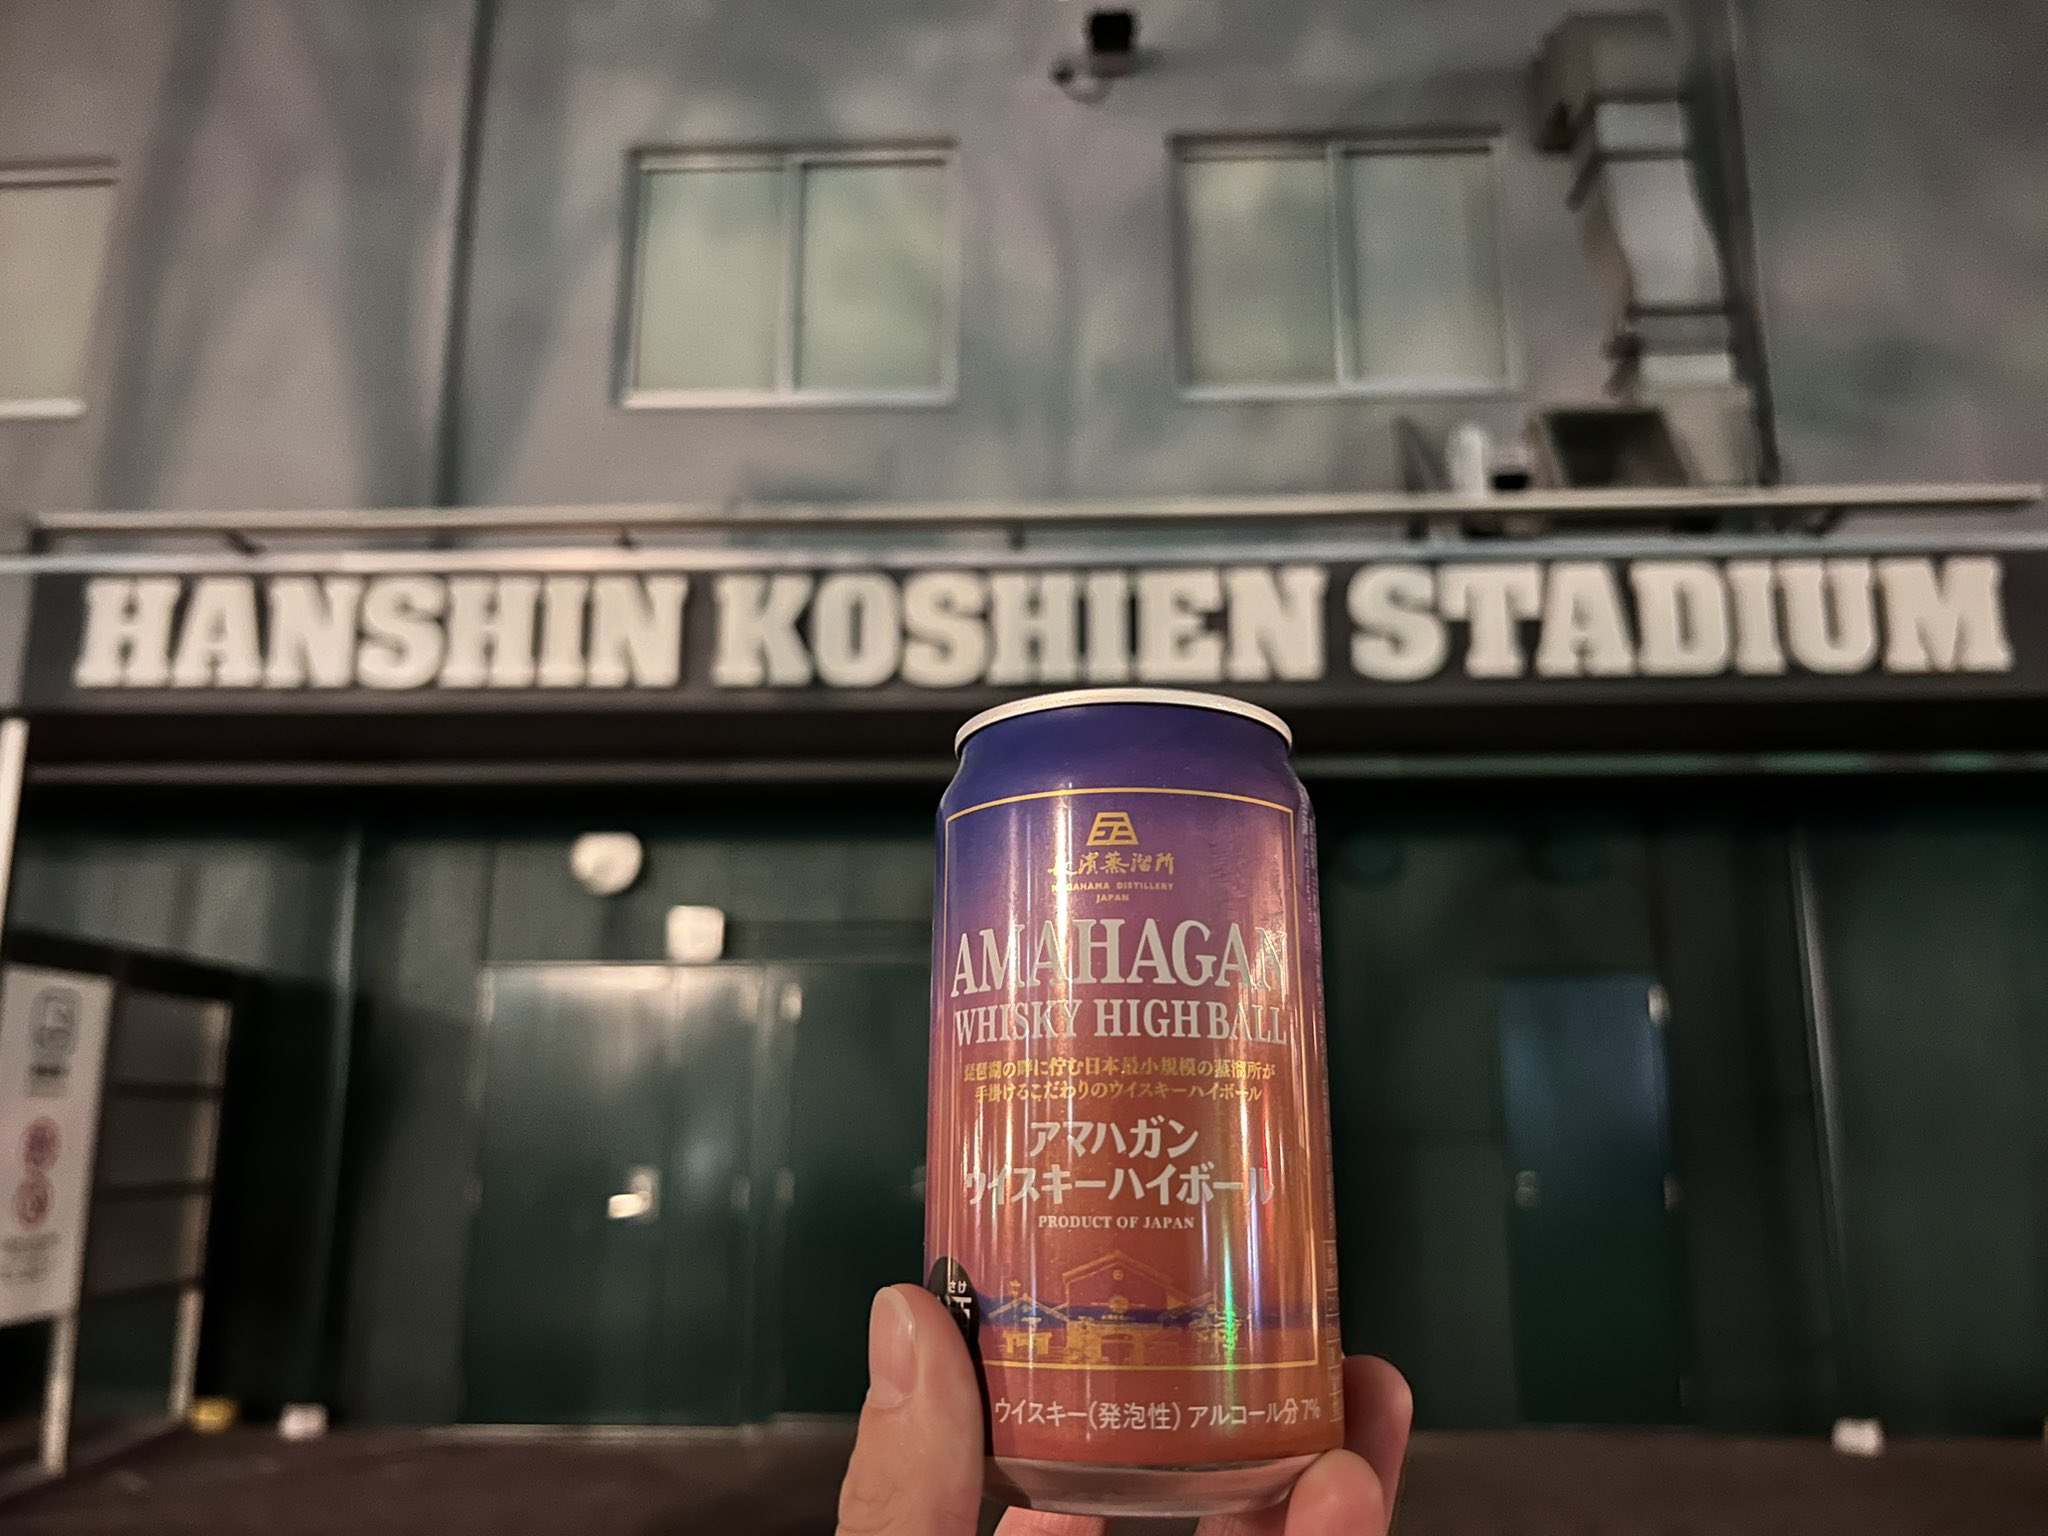 HANSHIN KOSHIEN STADIUM
長濱蒸溜所
NAGAHAMA DISTILLERY
JAPAN
AMAHAGAN
WHISKY HIGHBALL
琵琶湖の畔に佇む日本最小規模の蒸溜所が
手掛けるこだわりのウイスキーハイボール
アマハガン
ウイスキーハイボール
PRODUCT OF JAPAN
さけ
ウイスキー(発泡性) アルコール分7%